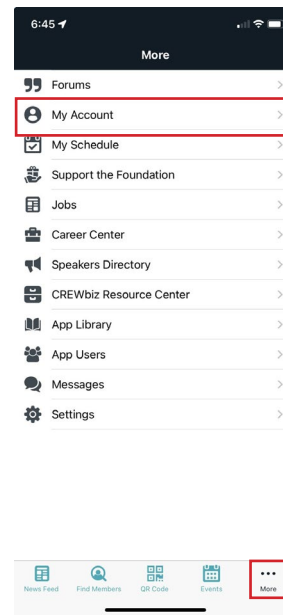 6:45
More
Forums
My Account
My Schedule
Support the Foundation
Jobs
Career Center
Speakers Directory
CREWbiz Resource Center
App Library
App Users
Messages
Settings
News Feed
Find Members
QR Code
Events
More